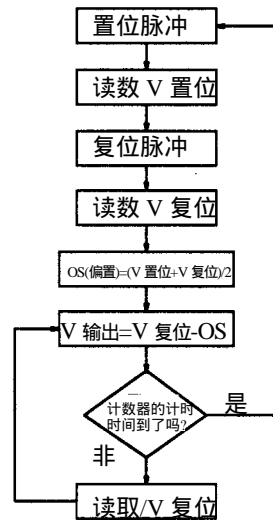 置位脉冲
读数 V 置位
复位脉冲
读数 V 复位
OS(偏置)=(V 置位+V 复位)/2
V 输出=V 复位-OS
计数器的计时
时间到了吗?
是
非
读取/V 复位